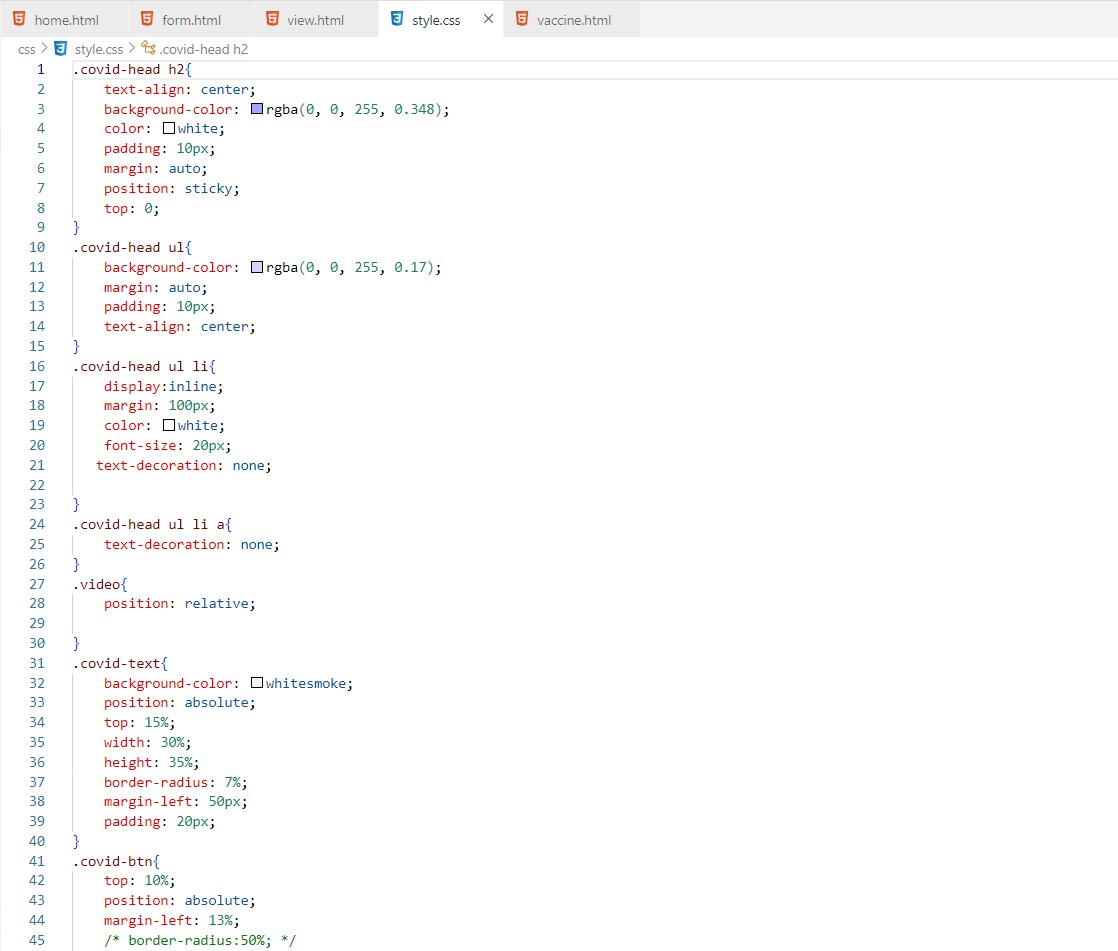 home.html form.html view.html style.css × vaccine.html
css > style.css > .covid-head h2
1 .covid-head h2{
2     text-align: center;
3     background-color: rgba(0, 0, 255, 0.348);
4     color: white;
5     padding: 10px;
6     margin: auto;
7     position: sticky;
8     top: 0;
9 }
10 .covid-head ul{
11     background-color: rgba(0, 0, 255, 0.17);
12     margin: auto;
13     padding: 10px;
14     text-align: center;
15 }
16 .covid-head ul li{
17     display:inline;
18     margin: 100px;
19     color: white;
20     font-size: 20px;
21    text-decoration: none;
22
23 }
24 .covid-head ul li a{
25     text-decoration: none;
26 }
27 .video{
28     position: relative;
29
30 }
31 .covid-text{
32     background-color: whitesmoke;
33     position: absolute;
34     top: 15%;
35     width: 30%;
36     height: 35%;
37     border-radius: 7%;
38     margin-left: 50px;
39     padding: 20px;
40 }
41 .covid-btn{
42     top: 10%;
43     position: absolute;
44     margin-left: 13%;
45     /* border-radius:50%; */